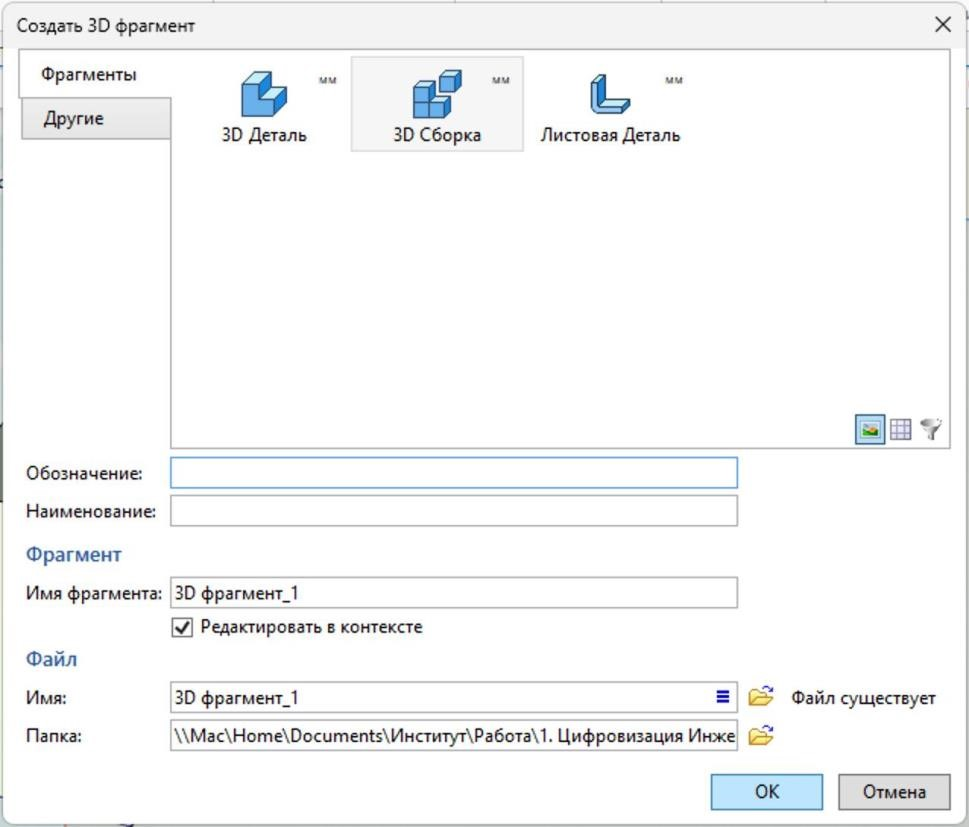 Создать 3D фрагмент
Фрагменты
Другие
мм
мм
мм
3D Деталь
3D Сборка
Листовая Деталь
Обозначение:
Наименование:
Фрагмент
Имя фрагмента: 3D фрагмент_1
Редактировать в контексте
Файл
Имя: 3D фрагмент_1 Файл существует
Папка: \\Mac\Home\Documents\Институт\Работа\1. Цифровизация Инже
OK Отмена